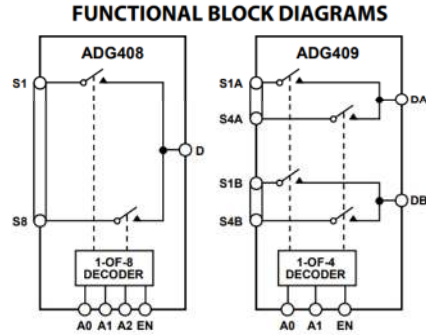 FUNCTIONAL BLOCK DIAGRAMS
ADG408
S1
D
S8
1-OF-8
DECODER
A0 A1 A2 EN
ADG409
S1A
DA
S4A
S1B
DB
S4B
1-OF-4
DECODER
A0 A1 EN